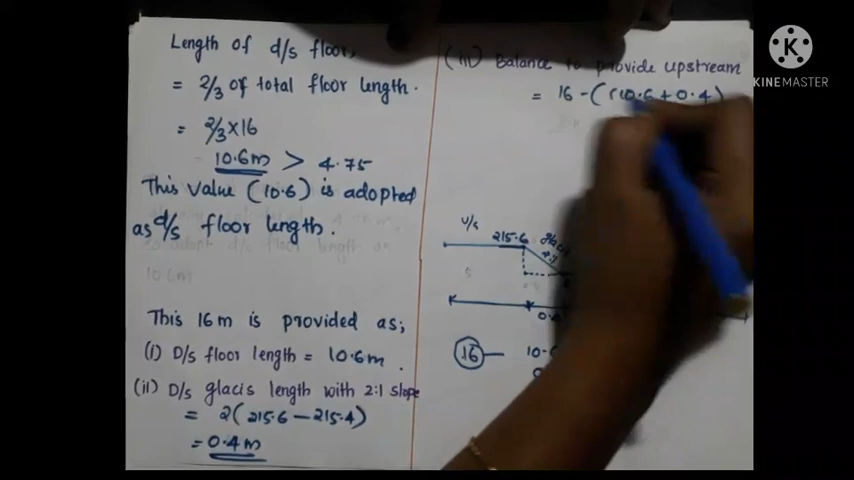 Length of d/s floor,
= 2/3 of total floor length.
= 2/3 × 16
10.6m > 4.75
This value (10.6) is adopted
as d/s floor length.
This 16 m is provided as;
(i) D/s floor length = 10.6m.
(ii) D/s glacis length with 2:1 slope
= 2(215.6 - 215.4)
= 0.4m
(iii) Balance to provide upstream
= 16 - ((10.6 + 0.4)
U/s
215.6
5
16
K
KINEMASTER